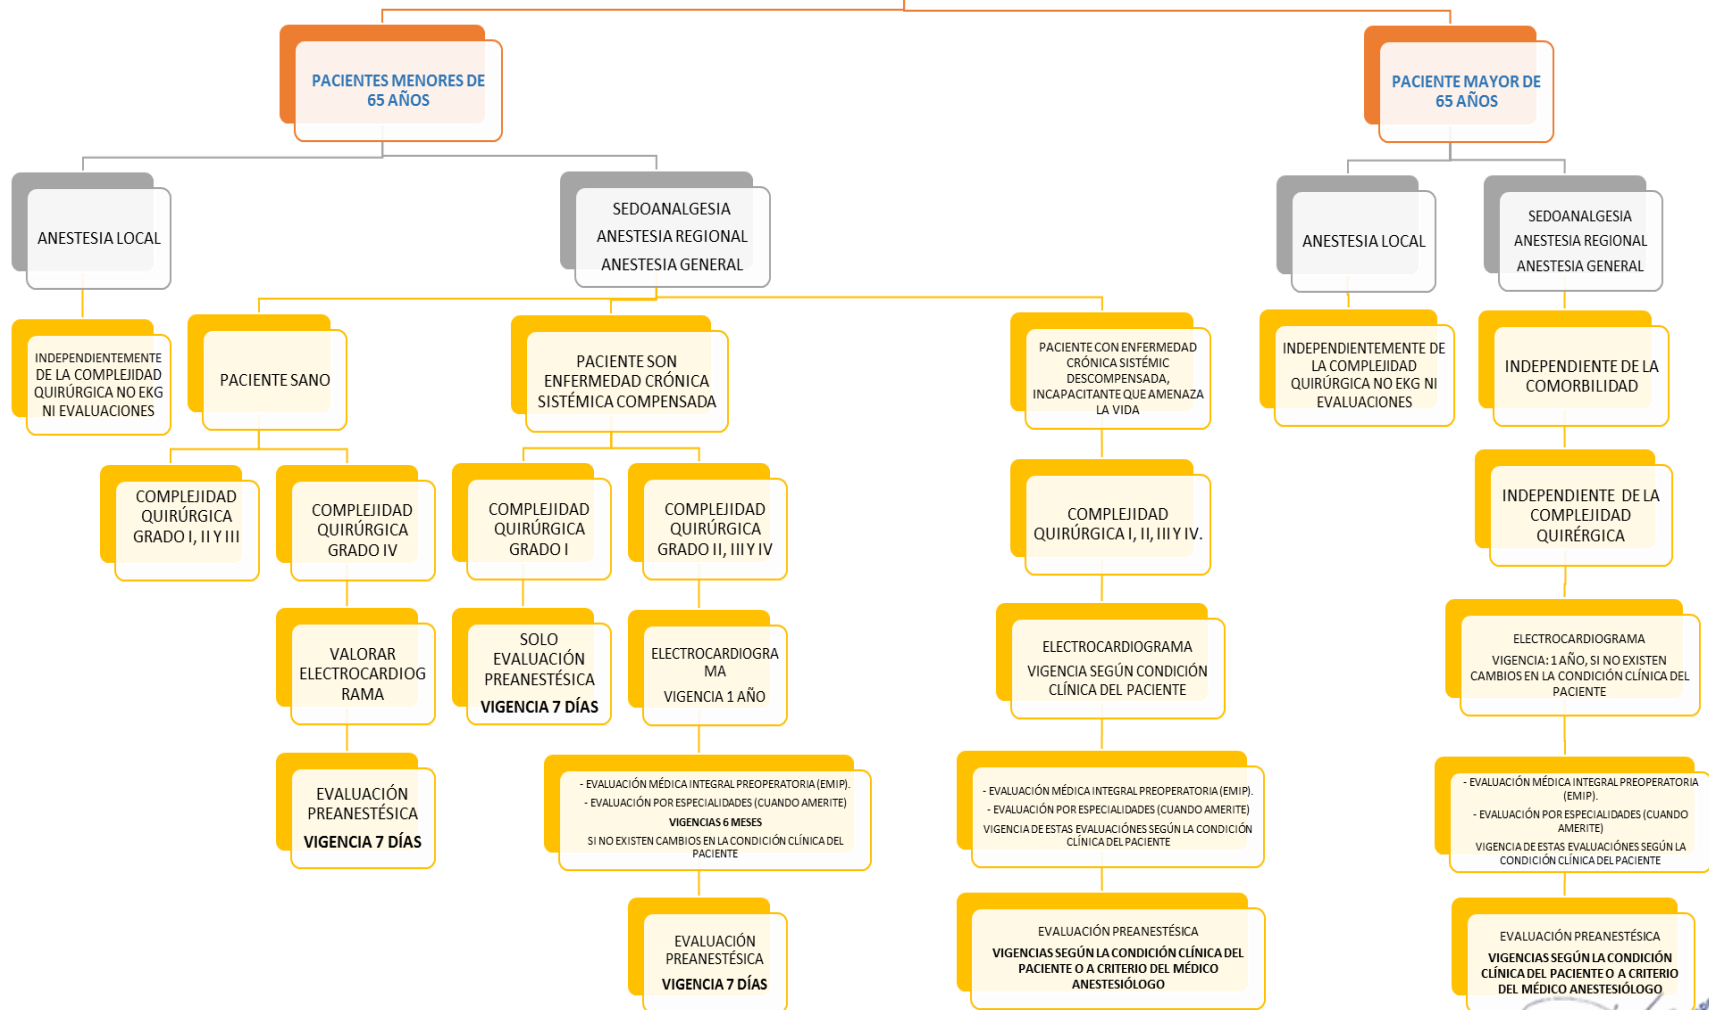 PACIENTES MENORES DE
65 AÑOS
PACIENTE MAYOR DE
65 AÑOS
ANESTESIA LOCAL
SEDOANALGESIA
ANESTESIA REGIONAL
ANESTESIA GENERAL
ANESTESIA LOCAL
SEDOANALGESIA
ANESTESIA REGIONAL
ANESTESIA GENERAL
INDEPENDIENTEMENTE
DE LA COMPLEJIDAD
QUIRÚRGICA NO EKG
NI EVALUACIONES
PACIENTE SANO
PACIENTE SON
ENFERMEDAD CRÓNICA
SISTÉMICA COMPENSADA
PACIENTE CON ENFERMEDAD
CRÓNICA SISTÉMIC
DESCOMPENSADA,
INCAPACITANTE QUE AMENAZA
LA VIDA
INDEPENDIENTEMENTE DE
LA COMPLEJIDAD
QUIRÚRGICA NO EKG NI
EVALUACIONES
INDEPENDIENTE DE LA
COMORBILIDAD
COMPLEJIDAD
QUIRÚRGICA
GRADO I, II Y III
COMPLEJIDAD
QUIRÚRGICA
GRADO IV
COMPLEJIDAD
QUIRÚRGICA
GRADO I
COMPLEJIDAD
QUIRÚRGICA
GRADO II, III Y IV
COMPLEJIDAD
QUIRÚRGICA I, II, III Y IV.
INDEPENDIENTE DE LA
COMPLEJIDAD
QUIRÉRGICA
VALORAR
ELECTROCARDIOG
RAMA
SOLO
EVALUACIÓN
PREANESTÉSICA
VIGENCIA 7 DÍAS
ELECTROCARDIOGRA
MA
VIGENCIA 1 AÑO
ELECTROCARDIOGRAMA
VIGENCIA SEGÚN CONDICIÓN
CLÍNICA DEL PACIENTE
ELECTROCARDIOGRAMA
VIGENCIA: 1 AÑO, SI NO EXISTEN
CAMBIOS EN LA CONDICIÓN CLÍNICA DEL
PACIENTE
EVALUACIÓN
PREANESTÉSICA
VIGENCIA 7 DÍAS
- EVALUACIÓN MÉDICA INTEGRAL PREOPERATORIA (EMIP).
- EVALUACIÓN POR ESPECIALIDADES (CUANDO AMERITE)
VIGENCIAS 6 MESES
SI NO EXISTEN CAMBIOS EN LA CONDICIÓN CLÍNICA DEL
PACIENTE
- EVALUACIÓN MÉDICA INTEGRAL PREOPERATORIA (EMIP).
- EVALUACIÓN POR ESPECIALIDADES (CUANDO AMERITE)
VIGENCIA DE ESTAS EVALUACIÓNES SEGÚN LA CONDICIÓN
CLÍNICA DEL PACIENTE
- EVALUACIÓN MÉDICA INTEGRAL PREOPERATORIA
(EMIP).
- EVALUACIÓN POR ESPECIALIDADES (CUANDO
AMERITE)
VIGENCIA DE ESTAS EVALUACIÓNES SEGÚN LA
CONDICIÓN CLÍNICA DEL PACIENTE
EVALUACIÓN
PREANESTÉSICA
VIGENCIA 7 DÍAS
EVALUACIÓN PREANESTÉSICA
VIGENCIAS SEGÚN LA CONDICIÓN CLÍNICA DEL
PACIENTE O A CRITERIO DEL MÉDICO
ANESTESIÓLOGO
EVALUACIÓN PREANESTÉSICA
VIGENCIAS SEGÚN LA CONDICIÓN
CLÍNICA DEL PACIENTE O A CRITERIO
DEL MÉDICO ANESTESIÓLOGO